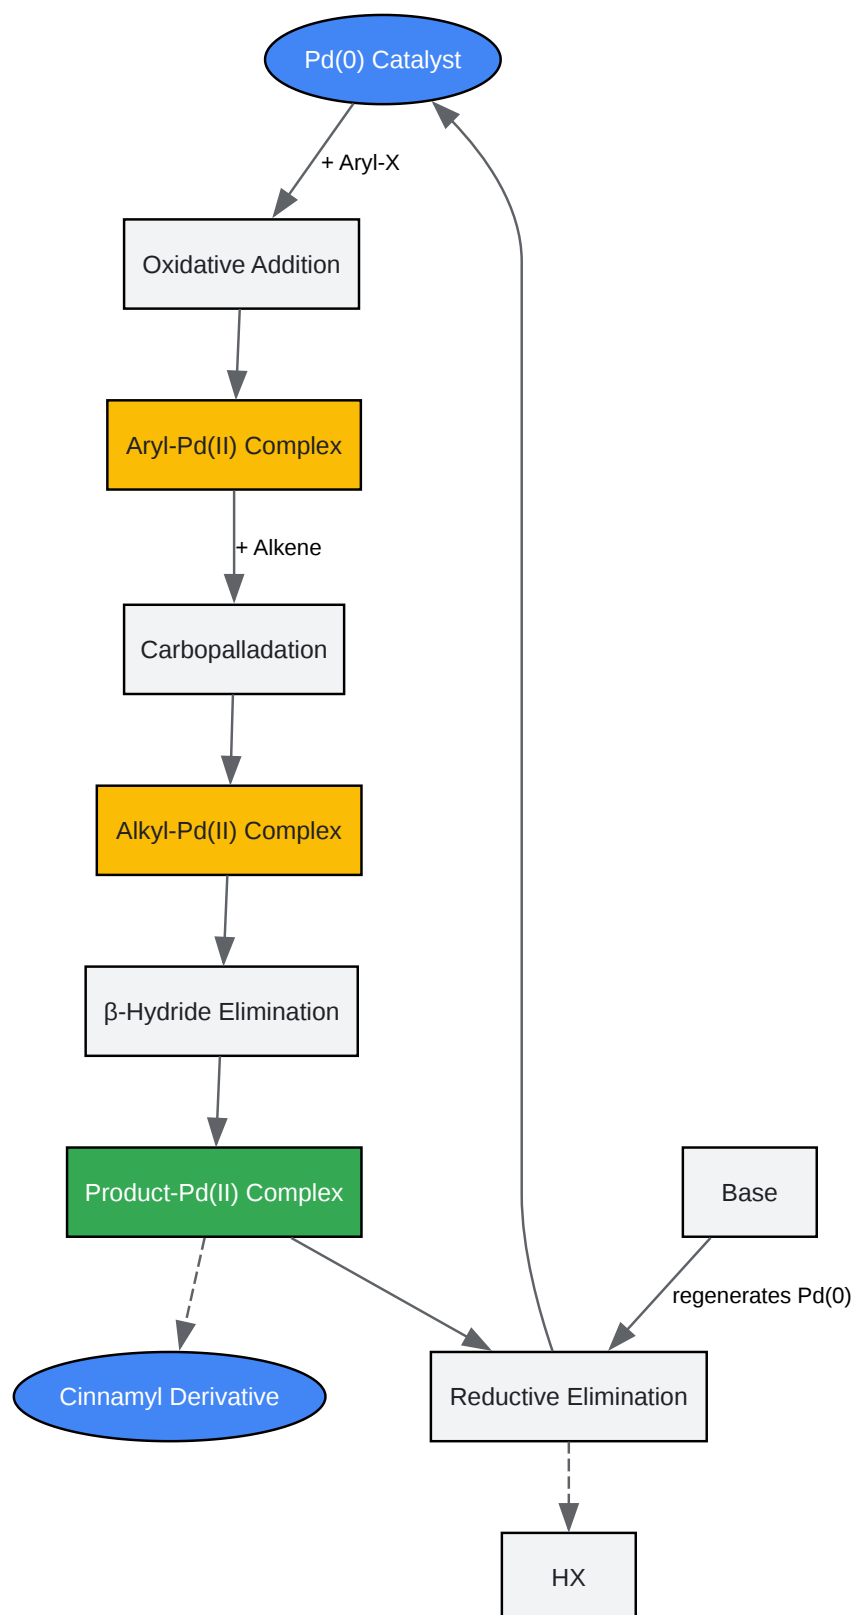 Pd(0) Catalyst
+ Aryl-X
Oxidative Addition
Aryl-Pd(II) Complex
+ Alkene
Carbopalladation
Alkyl-Pd(II) Complex
β-Hydride Elimination
Product-Pd(II) Complex
Base
regenerates Pd(0)
Cinnamyl Derivative
Reductive Elimination
HX